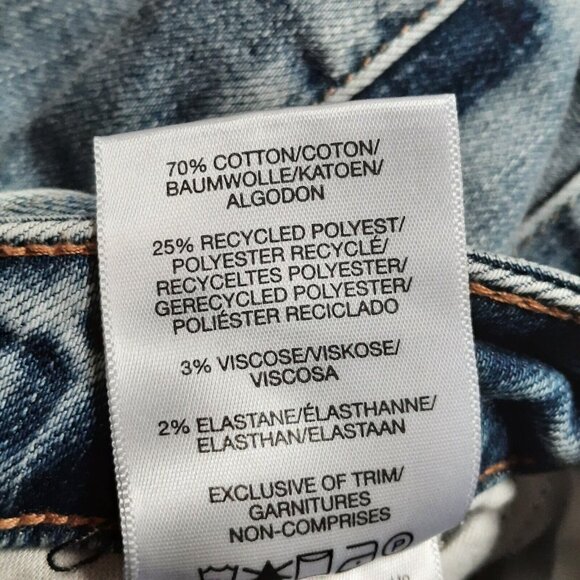 70% COTTON/COTON/
BAUMWOLLE/KATOEN/
ALGODON
25% RECYCLED POLYEST/
POLYESTER RECYCLÉ/
RECYCELTES POLYESTER/
GERECYCLED POLYESTER/
POLIÉSTER RECICLADO
3% VISCOSE/VISKOSE/
VISCOSA
2% ELASTANE/ÉLASTHANNE/
ELASTHAN/ELASTAAN
EXCLUSIVE OF TRIM/
GARNITURES
NON-COMPRISES
P